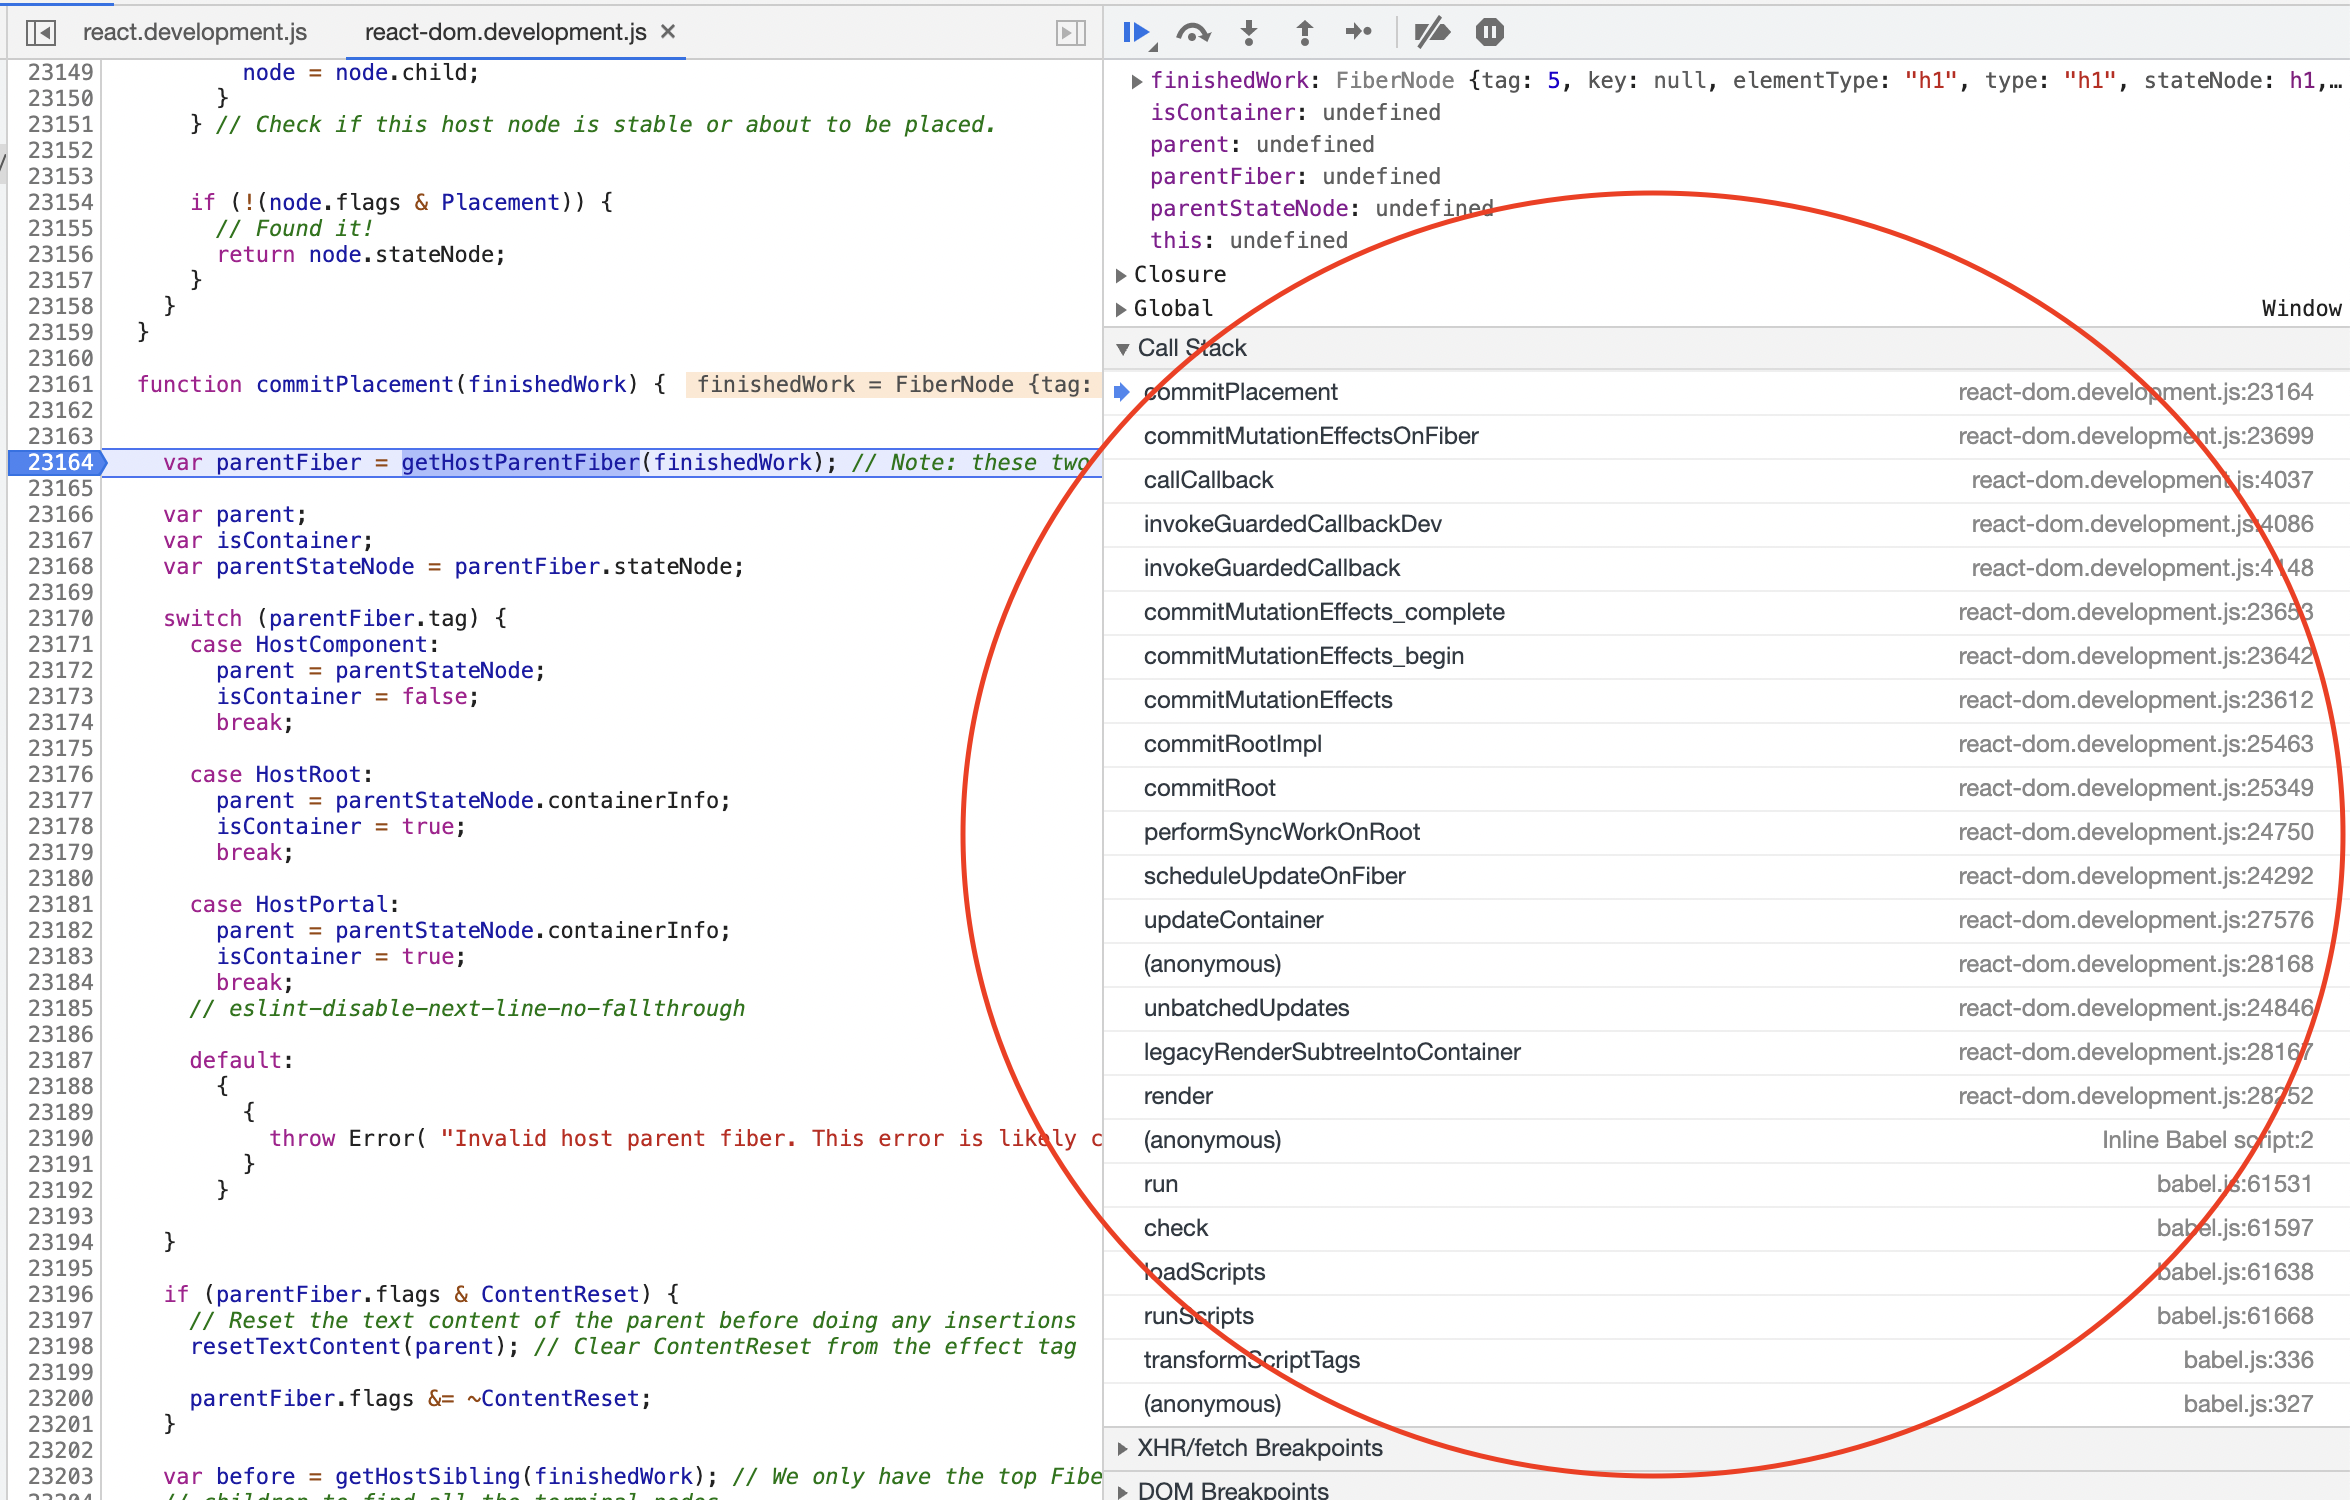 react.development.js
react-dom.development.js ×
23149 node = node.child;
23150 }
23151 } // Check if this host node is stable or about to be placed.
23152
23153
23154 if (!(node.flags & Placement)) {
23155 // Found it!
23156 return node.stateNode;
23157 }
23158 }
23159 }
23160
23161 function commitPlacement(finishedWork) { finishedWork = FiberNode {tag:
23162
23163
23164 var parentFiber = getHostParentFiber(finishedWork); // Note: these two
23165
23166 var parent;
23167 var isContainer;
23168 var parentStateNode = parentFiber.stateNode;
23169
23170 switch (parentFiber.tag) {
23171 case HostComponent:
23172 parent = parentStateNode;
23173 isContainer = false;
23174 break;
23175
23176 case HostRoot:
23177 parent = parentStateNode.containerInfo;
23178 isContainer = true;
23179 break;
23180
23181 case HostPortal:
23182 parent = parentStateNode.containerInfo;
23183 isContainer = true;
23184 break;
23185 // eslint-disable-next-line-no-fallthrough
23186
23187 default:
23188 {
23189 {
23190 throw Error( "Invalid host parent fiber. This error is likely c
23191 }
23192 }
23193
23194 }
23195
23196 if (parentFiber.flags & ContentReset) {
23197 // Reset the text content of the parent before doing any insertions
23198 resetTextContent(parent); // Clear ContentReset from the effect tag
23199
23200 parentFiber.flags &= ~ContentReset;
23201 }
23202
23203 var before = getHostSibling(finishedWork); // We only have the top Fibe
23204 // children to find all the terminal nodes
finishedWork: FiberNode {tag: 5, key: null, elementType: "h1", type: "h1", stateNode: h1,…
isContainer: undefined
parent: undefined
parentFiber: undefined
parentStateNode: undefined
this: undefined
Closure
Global Window
Call Stack
commitPlacement react-dom.development.js:23164
commitMutationEffectsOnFiber react-dom.development.js:23699
callCallback react-dom.development.js:4037
invokeGuardedCallbackDev react-dom.development.js:4086
invokeGuardedCallback react-dom.development.js:4148
commitMutationEffects_complete react-dom.development.js:23653
commitMutationEffects_begin react-dom.development.js:23642
commitMutationEffects react-dom.development.js:23612
commitRootImpl react-dom.development.js:25463
commitRoot react-dom.development.js:25349
performSyncWorkOnRoot react-dom.development.js:24750
scheduleUpdateOnFiber react-dom.development.js:24292
updateContainer react-dom.development.js:27576
(anonymous) react-dom.development.js:28168
unbatchedUpdates react-dom.development.js:24846
legacyRenderSubtreeIntoContainer react-dom.development.js:28167
render react-dom.development.js:28252
(anonymous) Inline Babel script:2
run babel.js:61531
check babel.js:61597
loadScripts babel.js:61638
runScripts babel.js:61668
transformScriptTags babel.js:336
(anonymous) babel.js:327
XHR/fetch Breakpoints
DOM Breakpoints